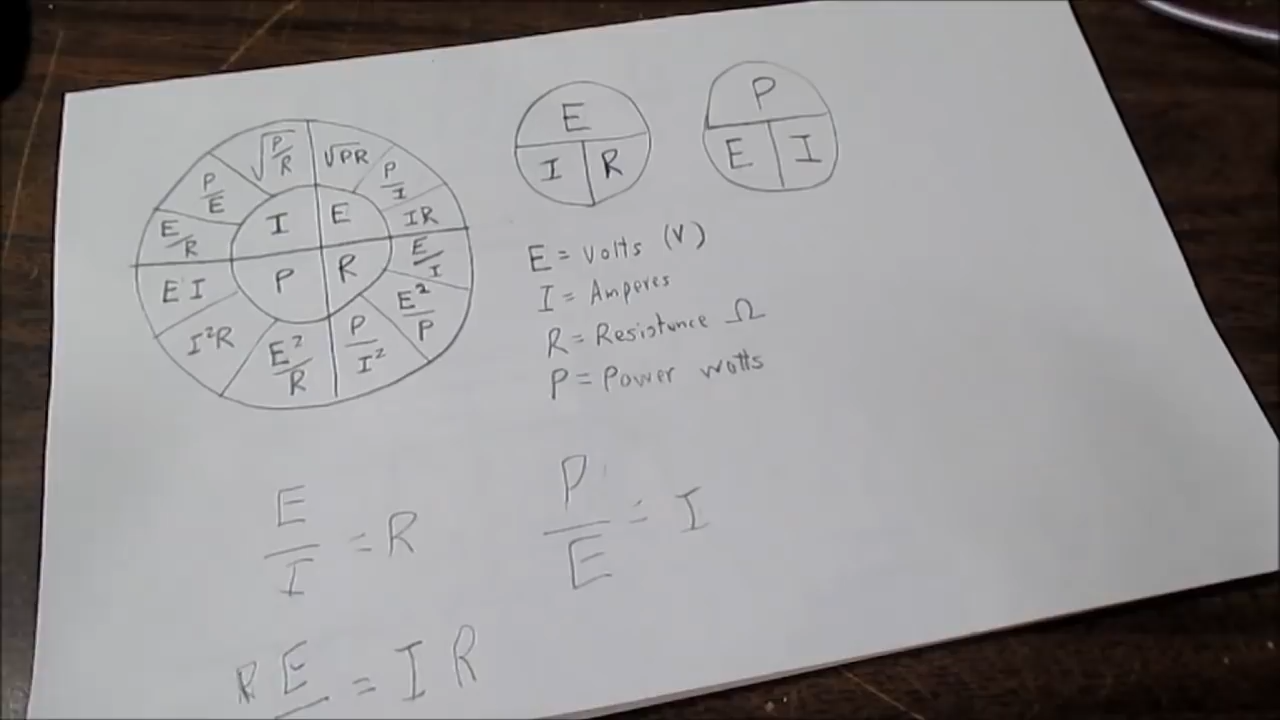 √P/R
√PR
P/E
P/I
E/R
IR
I
E
P
R
EI
E/I
I²R
E²/P
E²/R
P/I²
E
I R
P
E I
E = Volts (V)
I = Amperes
R = Resistance Ω
P = Power watts
E/I = R
P/E = I
R E = I R